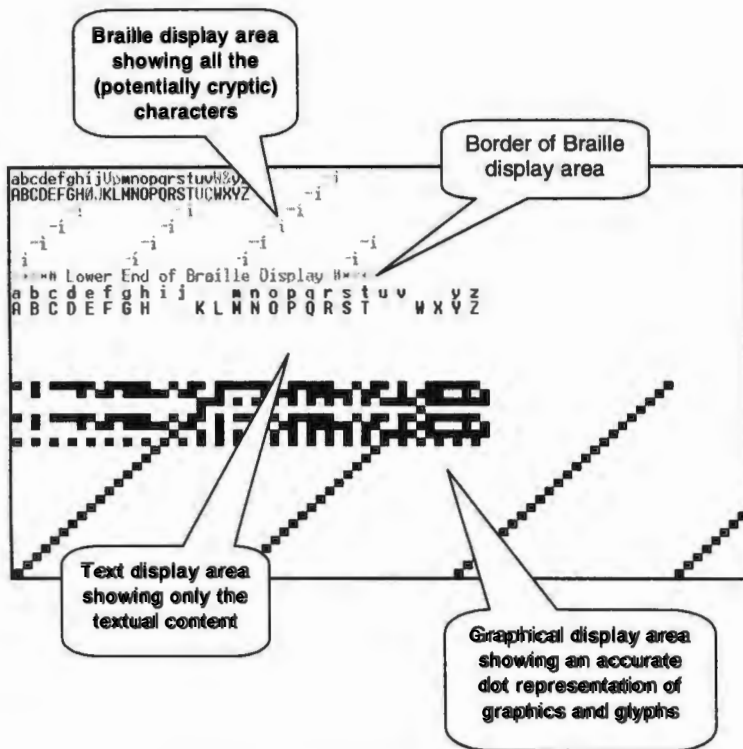 Braille display area
showing all the
(potentially cryptic)
characters
Border of Braille
display area
ABCDEFGHØJKLMNOPQRSTUCWXYZ
-i
-i -i -i -i
-i -i -i -i
i -i i -i
Lower End of Braille Display
a b c d e f g h i j m n o p q r s t u v y z
A B C D E F G H K L M N O P Q R S T W X Y Z
Text display area
showing only the
textual content
Graphical display area
showing an accurate
dot representation of
graphics and glyphs